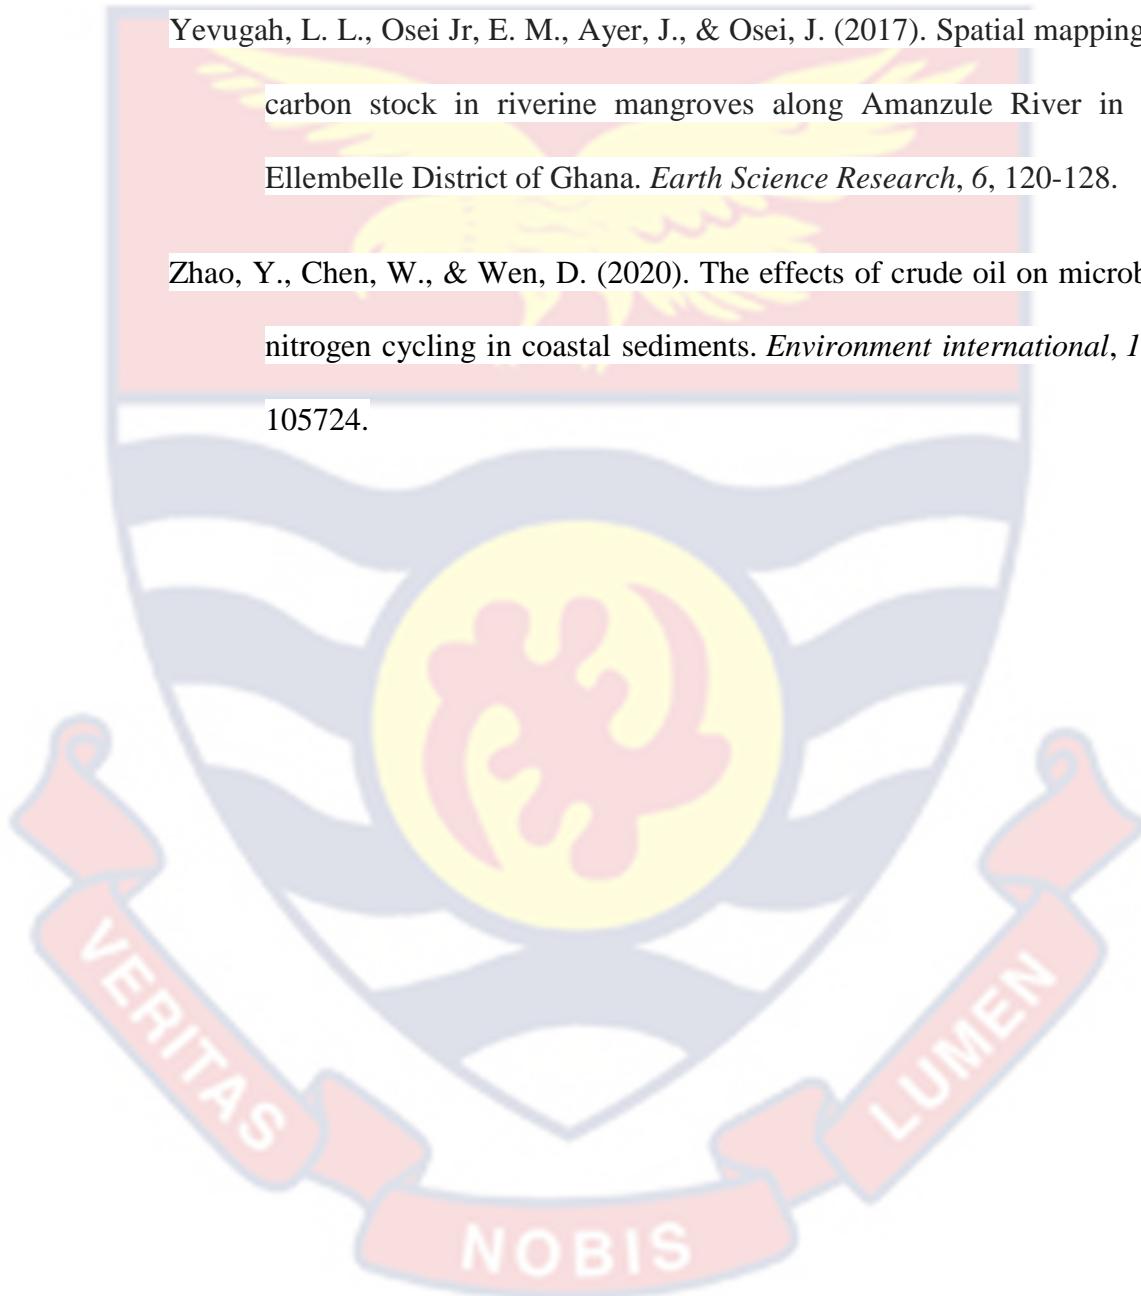 Yevugah, L. L., Osei Jr, E. M., Ayer, J., & Osei, J. (2017). Spatial mapping
carbon stock in riverine mangroves along Amanzule River in
Ellembelle District of Ghana. Earth Science Research, 6, 120-128.
Zhao, Y., Chen, W., & Wen, D. (2020). The effects of crude oil on
nitrogen cycling in coastal sediments. Environment international,
105724.
VERITAS
NOBIS
LUMEN